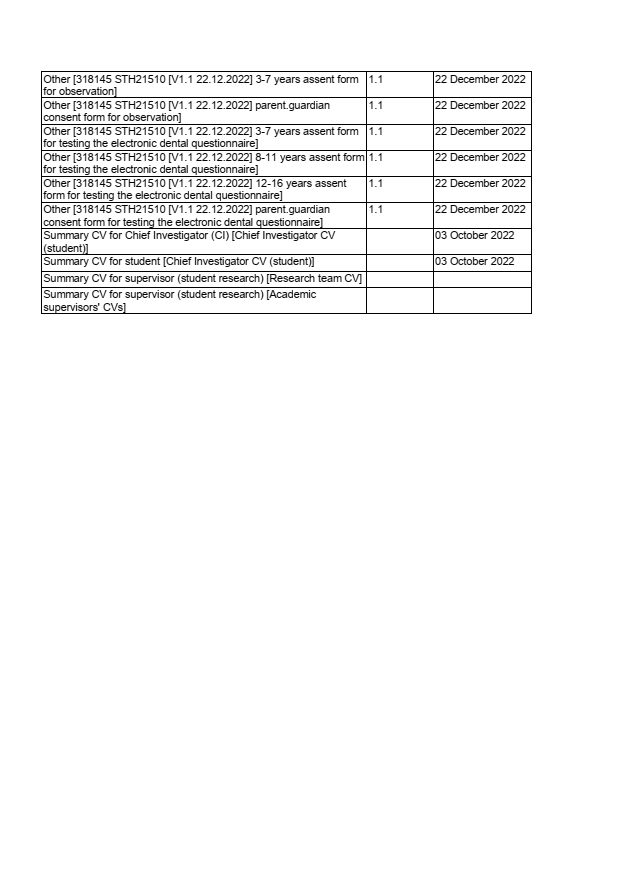 Other [318145 STH21510 [V1.1 22.12.2022] 3-7 years assent form 1.1 22 December 2022
for observation]
Other [318145 STH21510 [V1.1 22.12.2022] parent.guardian 1.1 22 December 2022
consent form for observation]
Other [318145 STH21510 [V1.1 22.12.2022] 3-7 years assent form 1.1 22 December 2022
for testing the electronic dental questionnaire]
Other [318145 STH21510 [V1.1 22.12.2022] 8-11 years assent form 1.1 22 December 2022
for testing the electronic dental questionnaire]
Other [318145 STH21510 [V1.1 22.12.2022] 12-16 years assent 1.1 22 December 2022
form for testing the electronic dental questionnaire]
Other [318145 STH21510 [V1.1 22.12.2022] parent.guardian 1.1 22 December 2022
consent form for testing the electronic dental questionnaire]
Summary CV for Chief Investigator (CI) [Chief Investigator CV 03 October 2022
(student)]
Summary CV for student [Chief Investigator CV (student)] 03 October 2022
Summary CV for supervisor (student research) [Research team CV]
Summary CV for supervisor (student research) [Academic
supervisors' CVs]